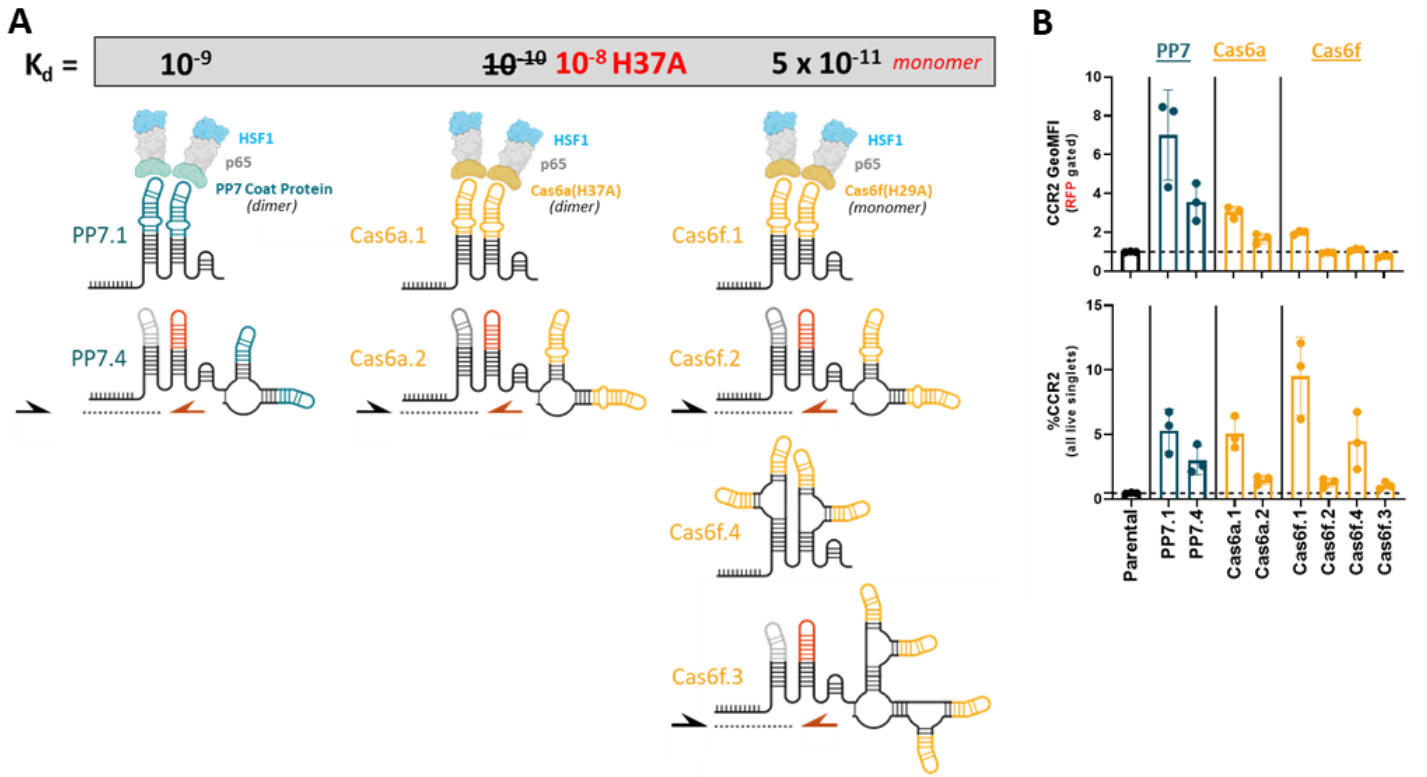 A
K_d = 10^-9 ~~10^-10~~ 10^-8 H37A 5 x 10^-11 monomer
HSF1
p65
PP7 Coat Protein
(dimer)
PP7.1
HSF1
p65
Cas6a(H37A)
(dimer)
Cas6a.1
HSF1
p65
Cas6f(H29A)
(monomer)
Cas6f.1
PP7.4
Cas6a.2
Cas6f.2
Cas6f.4
Cas6f.3
B
PP7 Cas6a Cas6f
CCR2 GeoMFI
(RFP gated)
10
8
6
4
2
0
%CCR2
(all live singlets)
15
10
5
0
Parental
PP7.1
PP7.4
Cas6a.1
Cas6a.2
Cas6f.1
Cas6f.2
Cas6f.4
Cas6f.3